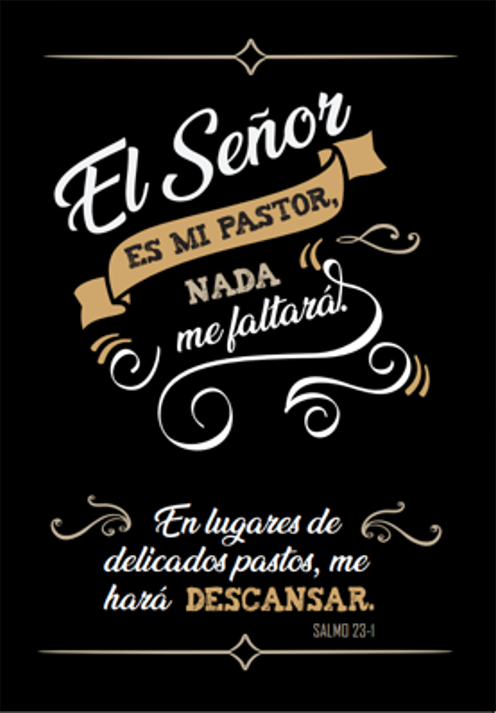 El Señor
ES MI PASTOR,
NADA
me faltará!.
En lugares de
delicados pastos, me
hará DESCANSAR.
SALMO 23-1